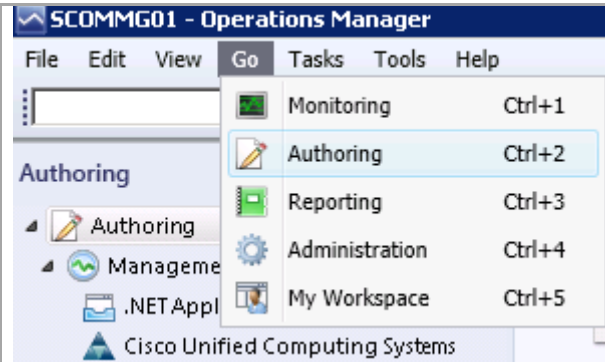 SCOMMG01 - Operations Manager
File Edit View Go Tasks Tools Help
Monitoring Ctrl+1
Authoring Ctrl+2
Reporting Ctrl+3
Administration Ctrl+4
My Workspace Ctrl+5
Authoring
Authoring
Manageme
.NET Appl
Cisco Unified Computing Systems